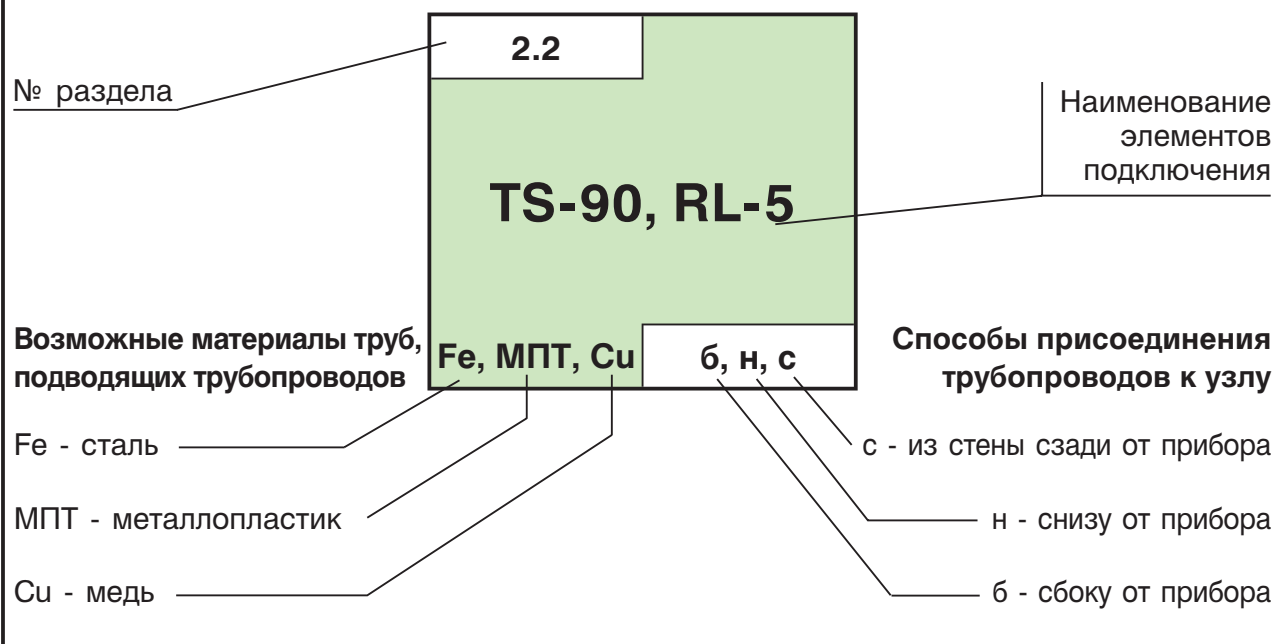 2.2
№ раздела
Наименование
элементов
подключения
TS-90, RL-5
Возможные материалы труб,
подводящих трубопроводов
Fe, МПТ, Cu
б, н, с
Способы присоединения
трубопроводов к узлу
Fe - сталь
с - из стены сзади от прибора
МПТ - металлопластик
н - снизу от прибора
Cu - медь
б - сбоку от прибора